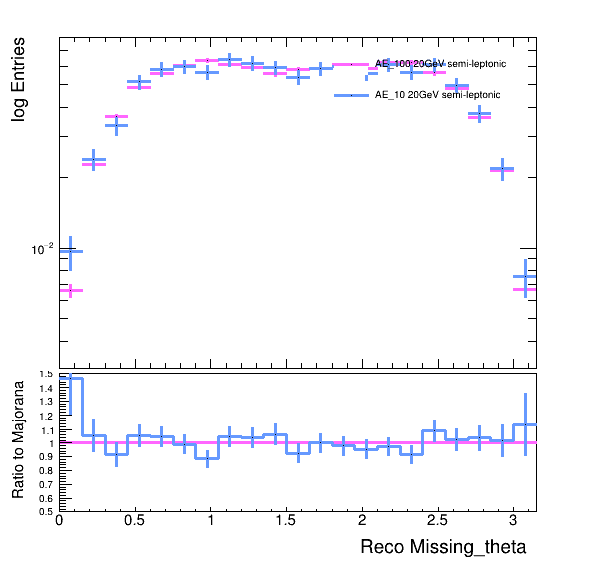 log Entries
AE_100 20GeV semi-leptonic
AE_10 20GeV semi-leptonic
10⁻²
Ratio to Majorana
1.5
1.4
1.3
1.2
1.1
1
0.9
0.8
0.7
0.6
0.5
0 0.5 1 1.5 2 2.5 3
Reco Missing_theta